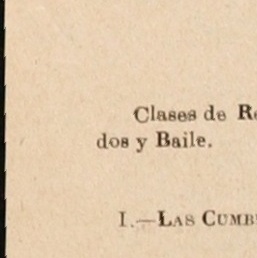 Clases de
dos y Baile.
I.—LAS